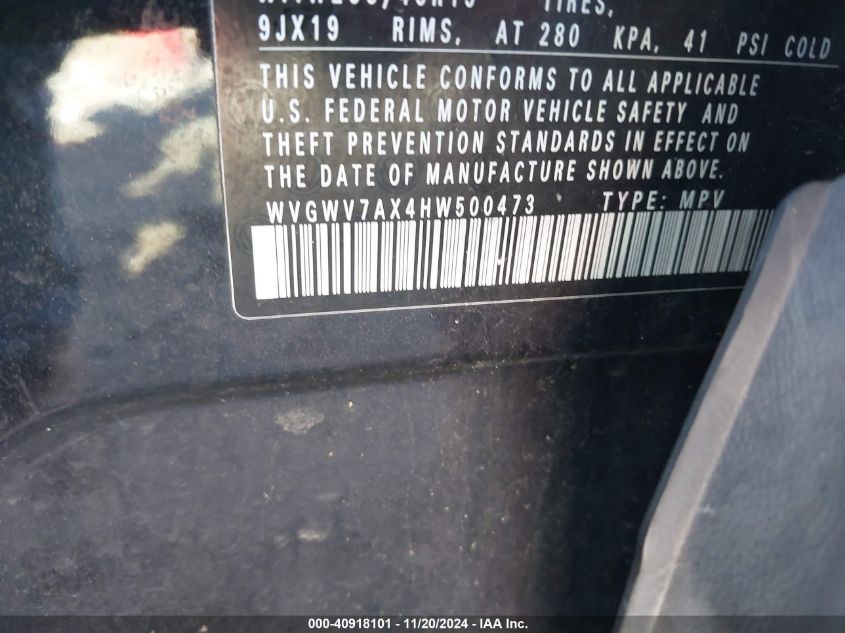 TIRES,
9JX19 RIMS, AT 280 KPA, 41 PSI COLD
THIS VEHICLE CONFORMS TO ALL APPLICABLE
U.S. FEDERAL MOTOR VEHICLE SAFETY AND
THEFT PREVENTION STANDARDS IN EFFECT ON
THE DATE OF MANUFACTURE SHOWN ABOVE.
WVGWV7AX4HW500473 TYPE: MPV
000-40918101 - 11/20/2024 - IAA Inc.